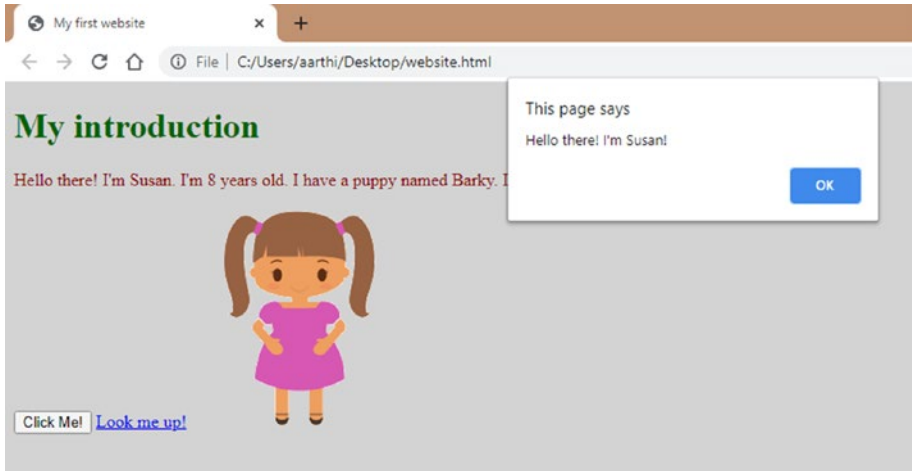 My first website
File | C:/Users/aarthi/Desktop/website.html
This page says
Hello there! I'm Susan!
OK
My introduction
Hello there! I'm Susan. I'm 8 years old. I have a puppy named Barky. I
Click Me! Look me up!